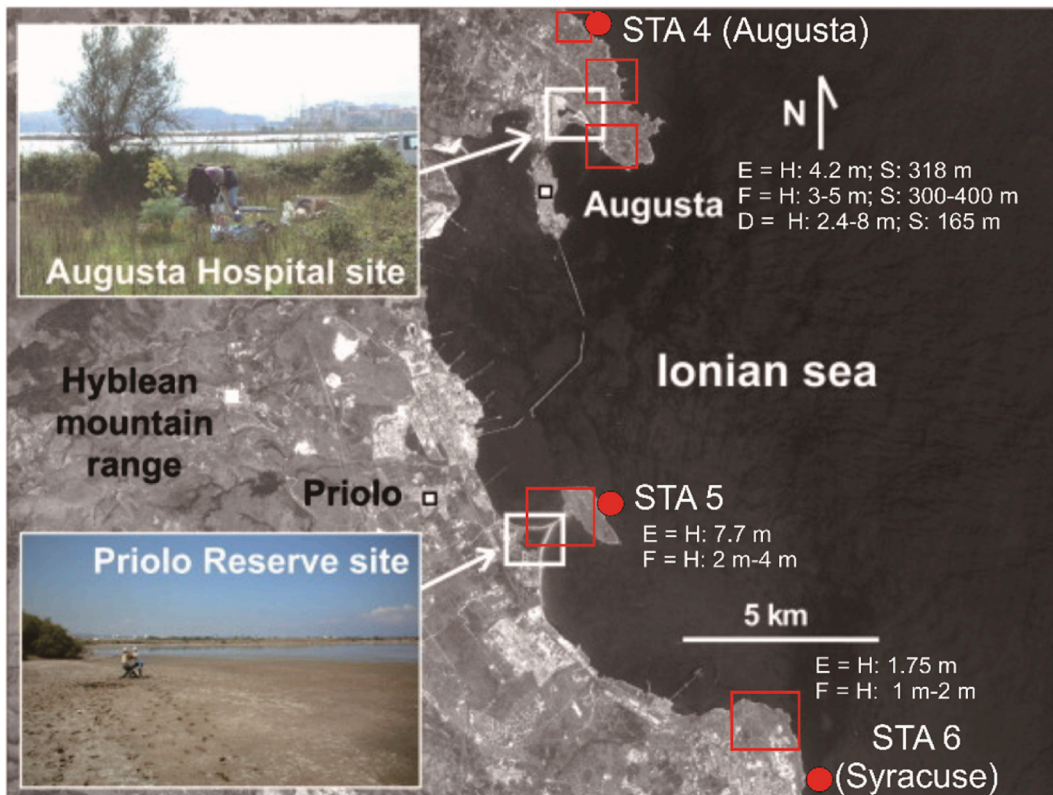 STA 4 (Augusta)
N
E = H: 4.2 m; S: 318 m
F = H: 3-5 m; S: 300-400 m
D = H: 2.4-8 m; S: 165 m
Augusta
Augusta Hospital site
Ionian sea
Hyblean
mountain
range
Priolo
STA 5
E = H: 7.7 m
F = H: 2 m-4 m
Priolo Reserve site
5 km
E = H: 1.75 m
F = H: 1 m-2 m
STA 6
(Syracuse)